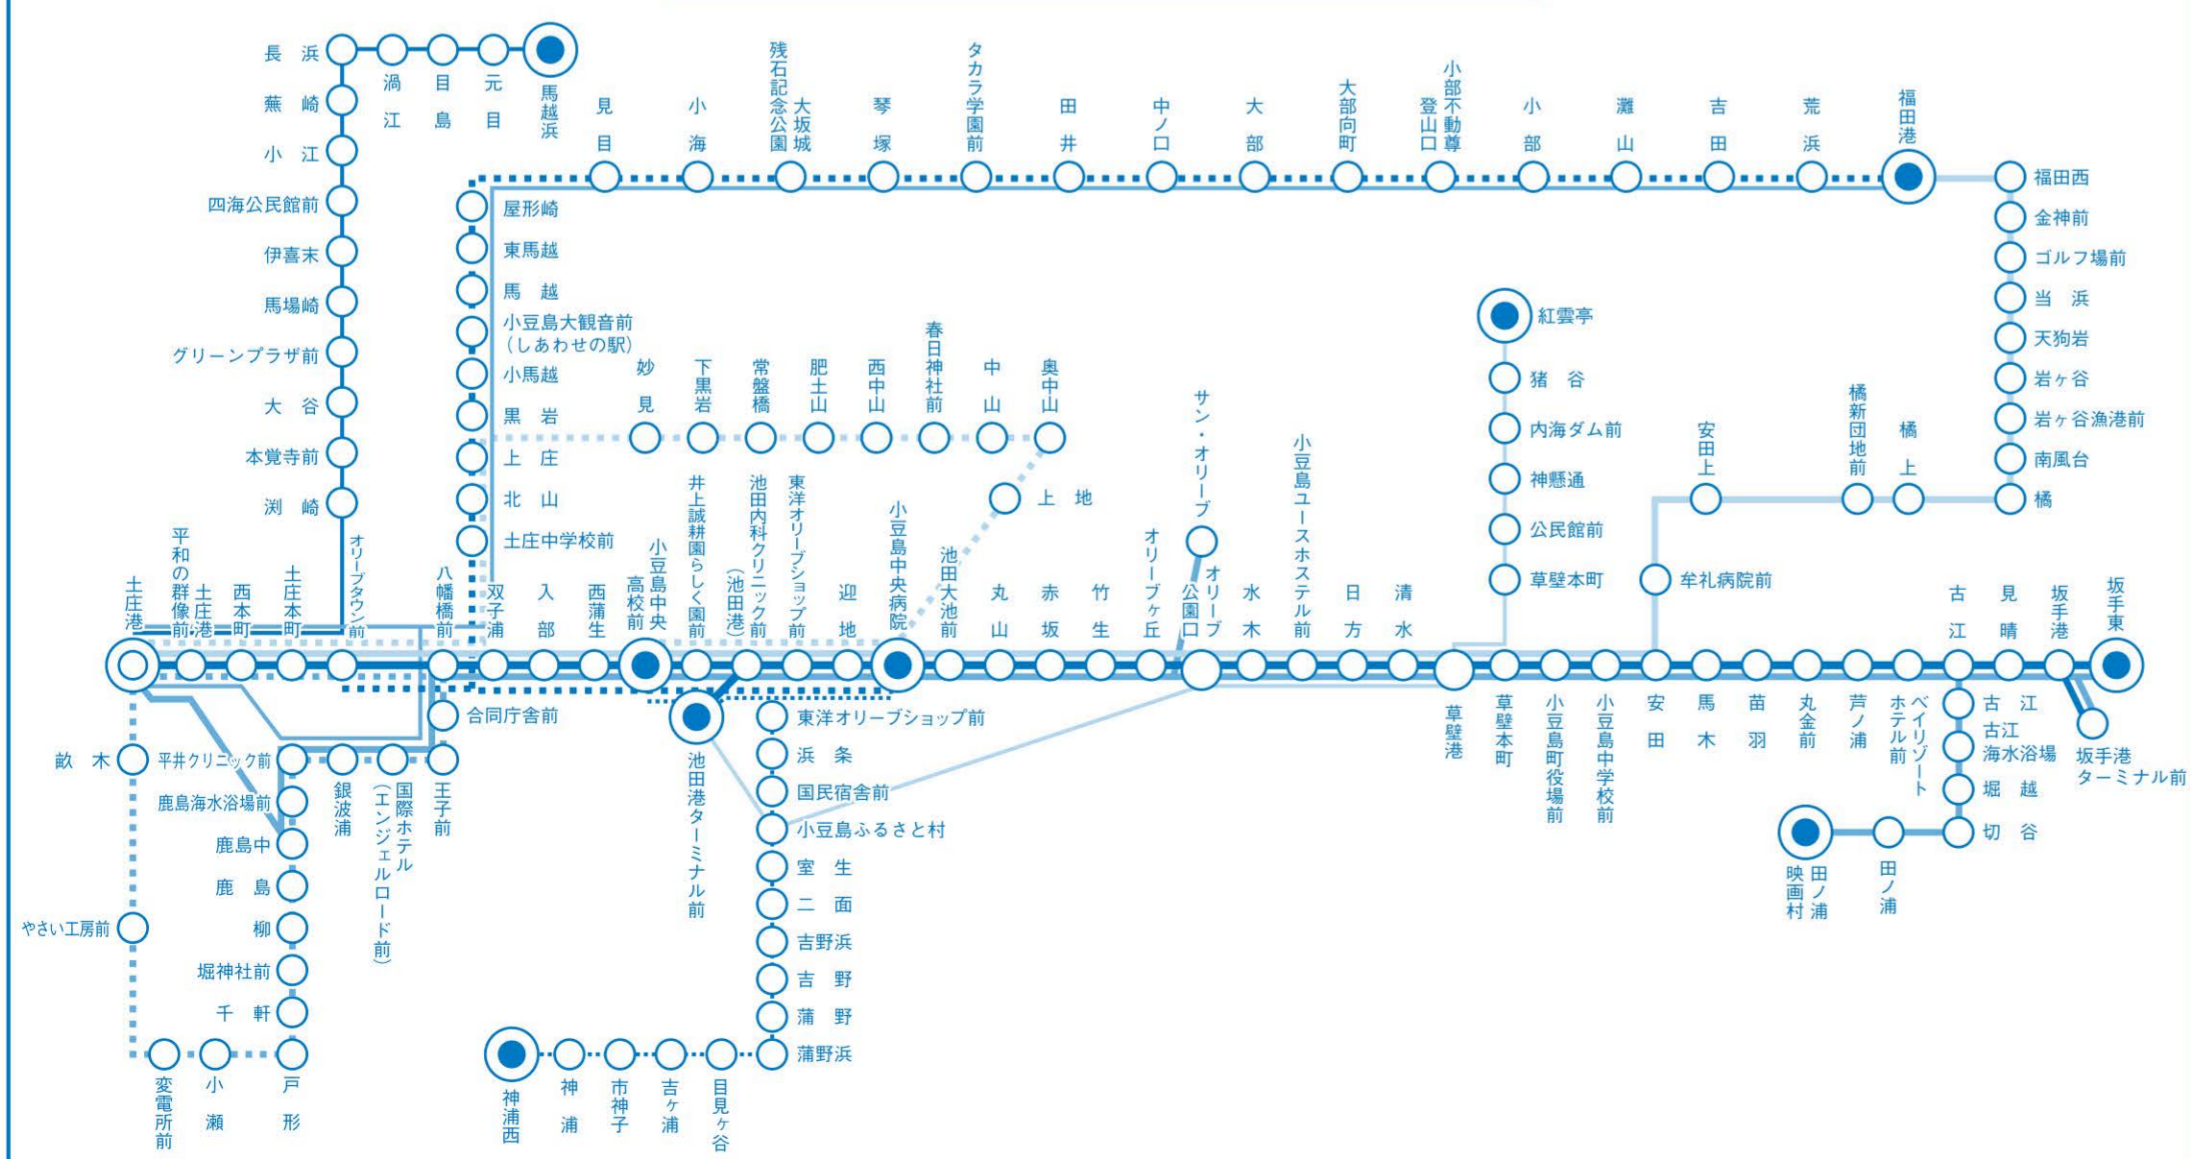 長浜
渦江
目島
元目
馬越浜
蕪崎
小江
四海公民館前
伊喜末
馬場崎
グリーンプラザ前
大谷
本覚寺前
渕崎
見目
小海
大坂城
残石記念公園
琴塚
タカラ学園前
田井
中ノ口
大部
大部向町
小部不動尊
登山口
小部
灘山
吉田
荒浜
福田港
福田西
金神前
ゴルフ場前
当浜
天狗岩
岩ヶ谷
岩ヶ谷漁港前
南風台
橘
橘上
橘新団地前
安田上
牟礼病院前
屋形崎
東馬越
馬越
小豆島大観音前
(しあわせの駅)
小馬越
黒岩
上庄
北山
土庄中学校前
妙見
下黒岩
常盤橋
肥土山
西中山
春日神社前
中山
奥中山
上地
紅雲亭
猪谷
内海ダム前
神懸通
公民館前
草壁本町
サン・オリーブ
土庄港
土庄港
平和の群像前
西本町
土庄本町
オリーブタウン前
八幡橋前
双子浦
入部
西蒲生
小豆島中央
高校前
井上誠耕園らしく園前
池田内科クリニック前
(池田港)
東洋オリーブショップ前
迎地
小豆島中央病院
池田大池前
丸山
赤坂
竹生
オリーブヶ丘
オリーブ
公園口
水木
小豆島ユースホステル前
日方
清水
草壁港
草壁本町
小豆島町役場前
小豆島中学校前
安田
馬木
苗羽
丸金前
芦ノ浦
ベイリゾート
ホテル前
古江
見晴
坂手港
坂手東
坂手港
ターミナル前
古江
古江
海水浴場
堀越
切谷
田ノ浦
田ノ浦
映画村
合同庁舎前
王子前
国際ホテル
(エンジェルロード前)
銀波浦
平井クリニック前
鹿島海水浴場前
鹿島中
鹿島
柳
堀神社前
千軒
戸形
小瀬
変電所前
やさい工房前
畝木
池田港ターミナル前
東洋オリーブショップ前
浜条
国民宿舎前
小豆島ふるさと村
室生
二面
吉野浜
吉野
蒲野
蒲野浜
目見ヶ谷
吉ヶ浦
市神子
神浦
神浦西